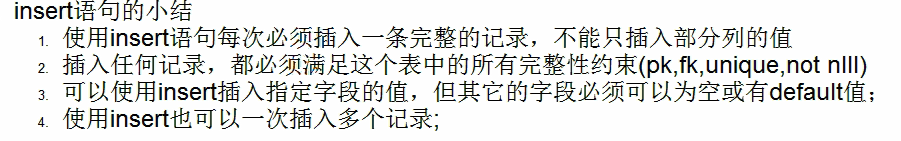 insert语句的小结
1. 使用insert语句每次必须插入一条完整的记录，不能只插入部分列的值
2. 插入任何记录，都必须满足这个表中的所有完整性约束(pk,fk,unique,not nlll)
3. 可以使用insert插入指定字段的值，但其它的字段必须可以为空或有default值；
4. 使用insert也可以一次插入多个记录;